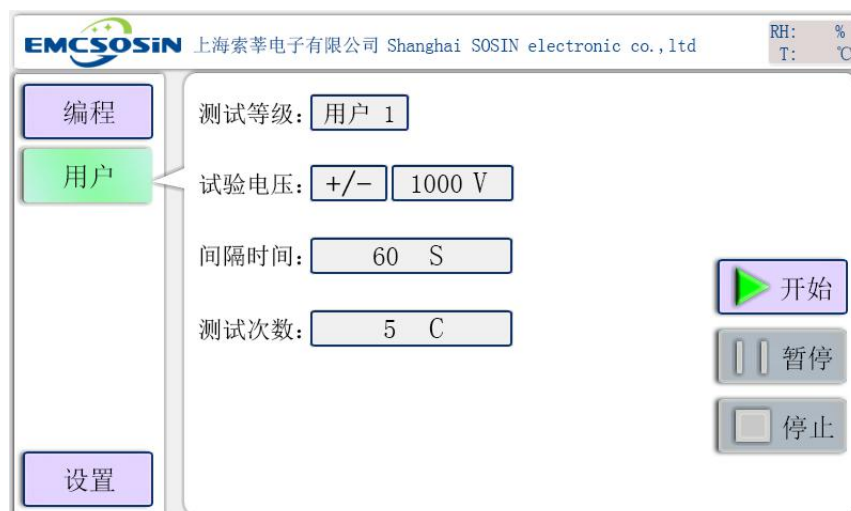 EMCSOSiN 上海索莘电子有限公司 Shanghai SOSIN electronic co.,ltd
RH: %
T: ℃
编程
用户
测试等级: 用户 1
试验电压: +/- 1000 V
间隔时间: 60 S
测试次数: 5 C
开始
暂停
停止
设置